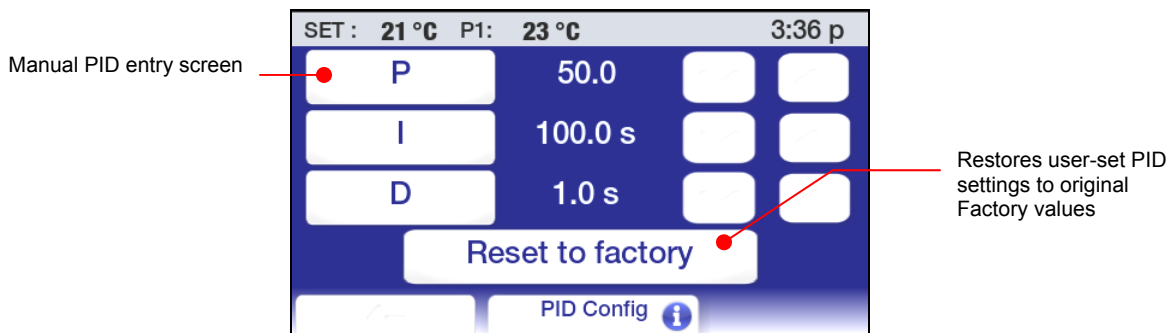 SET : 21 °C P1: 23 °C 3:36 p
Manual PID entry screen
P 50.0
I 100.0 s
D 1.0 s
Restores user-set PID
settings to original
Factory values
Reset to factory
PID Config i